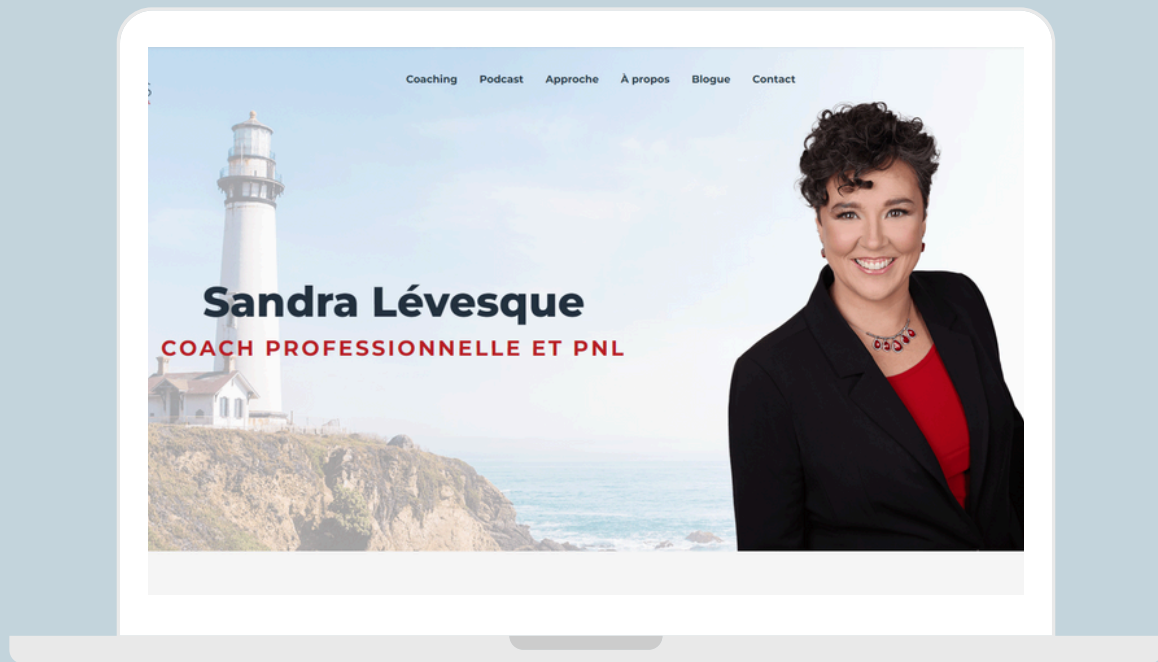 Coaching Podcast Approche À propos Blogue Contact
Sandra Lévesque
COACH PROFESSIONNELLE ET PNL